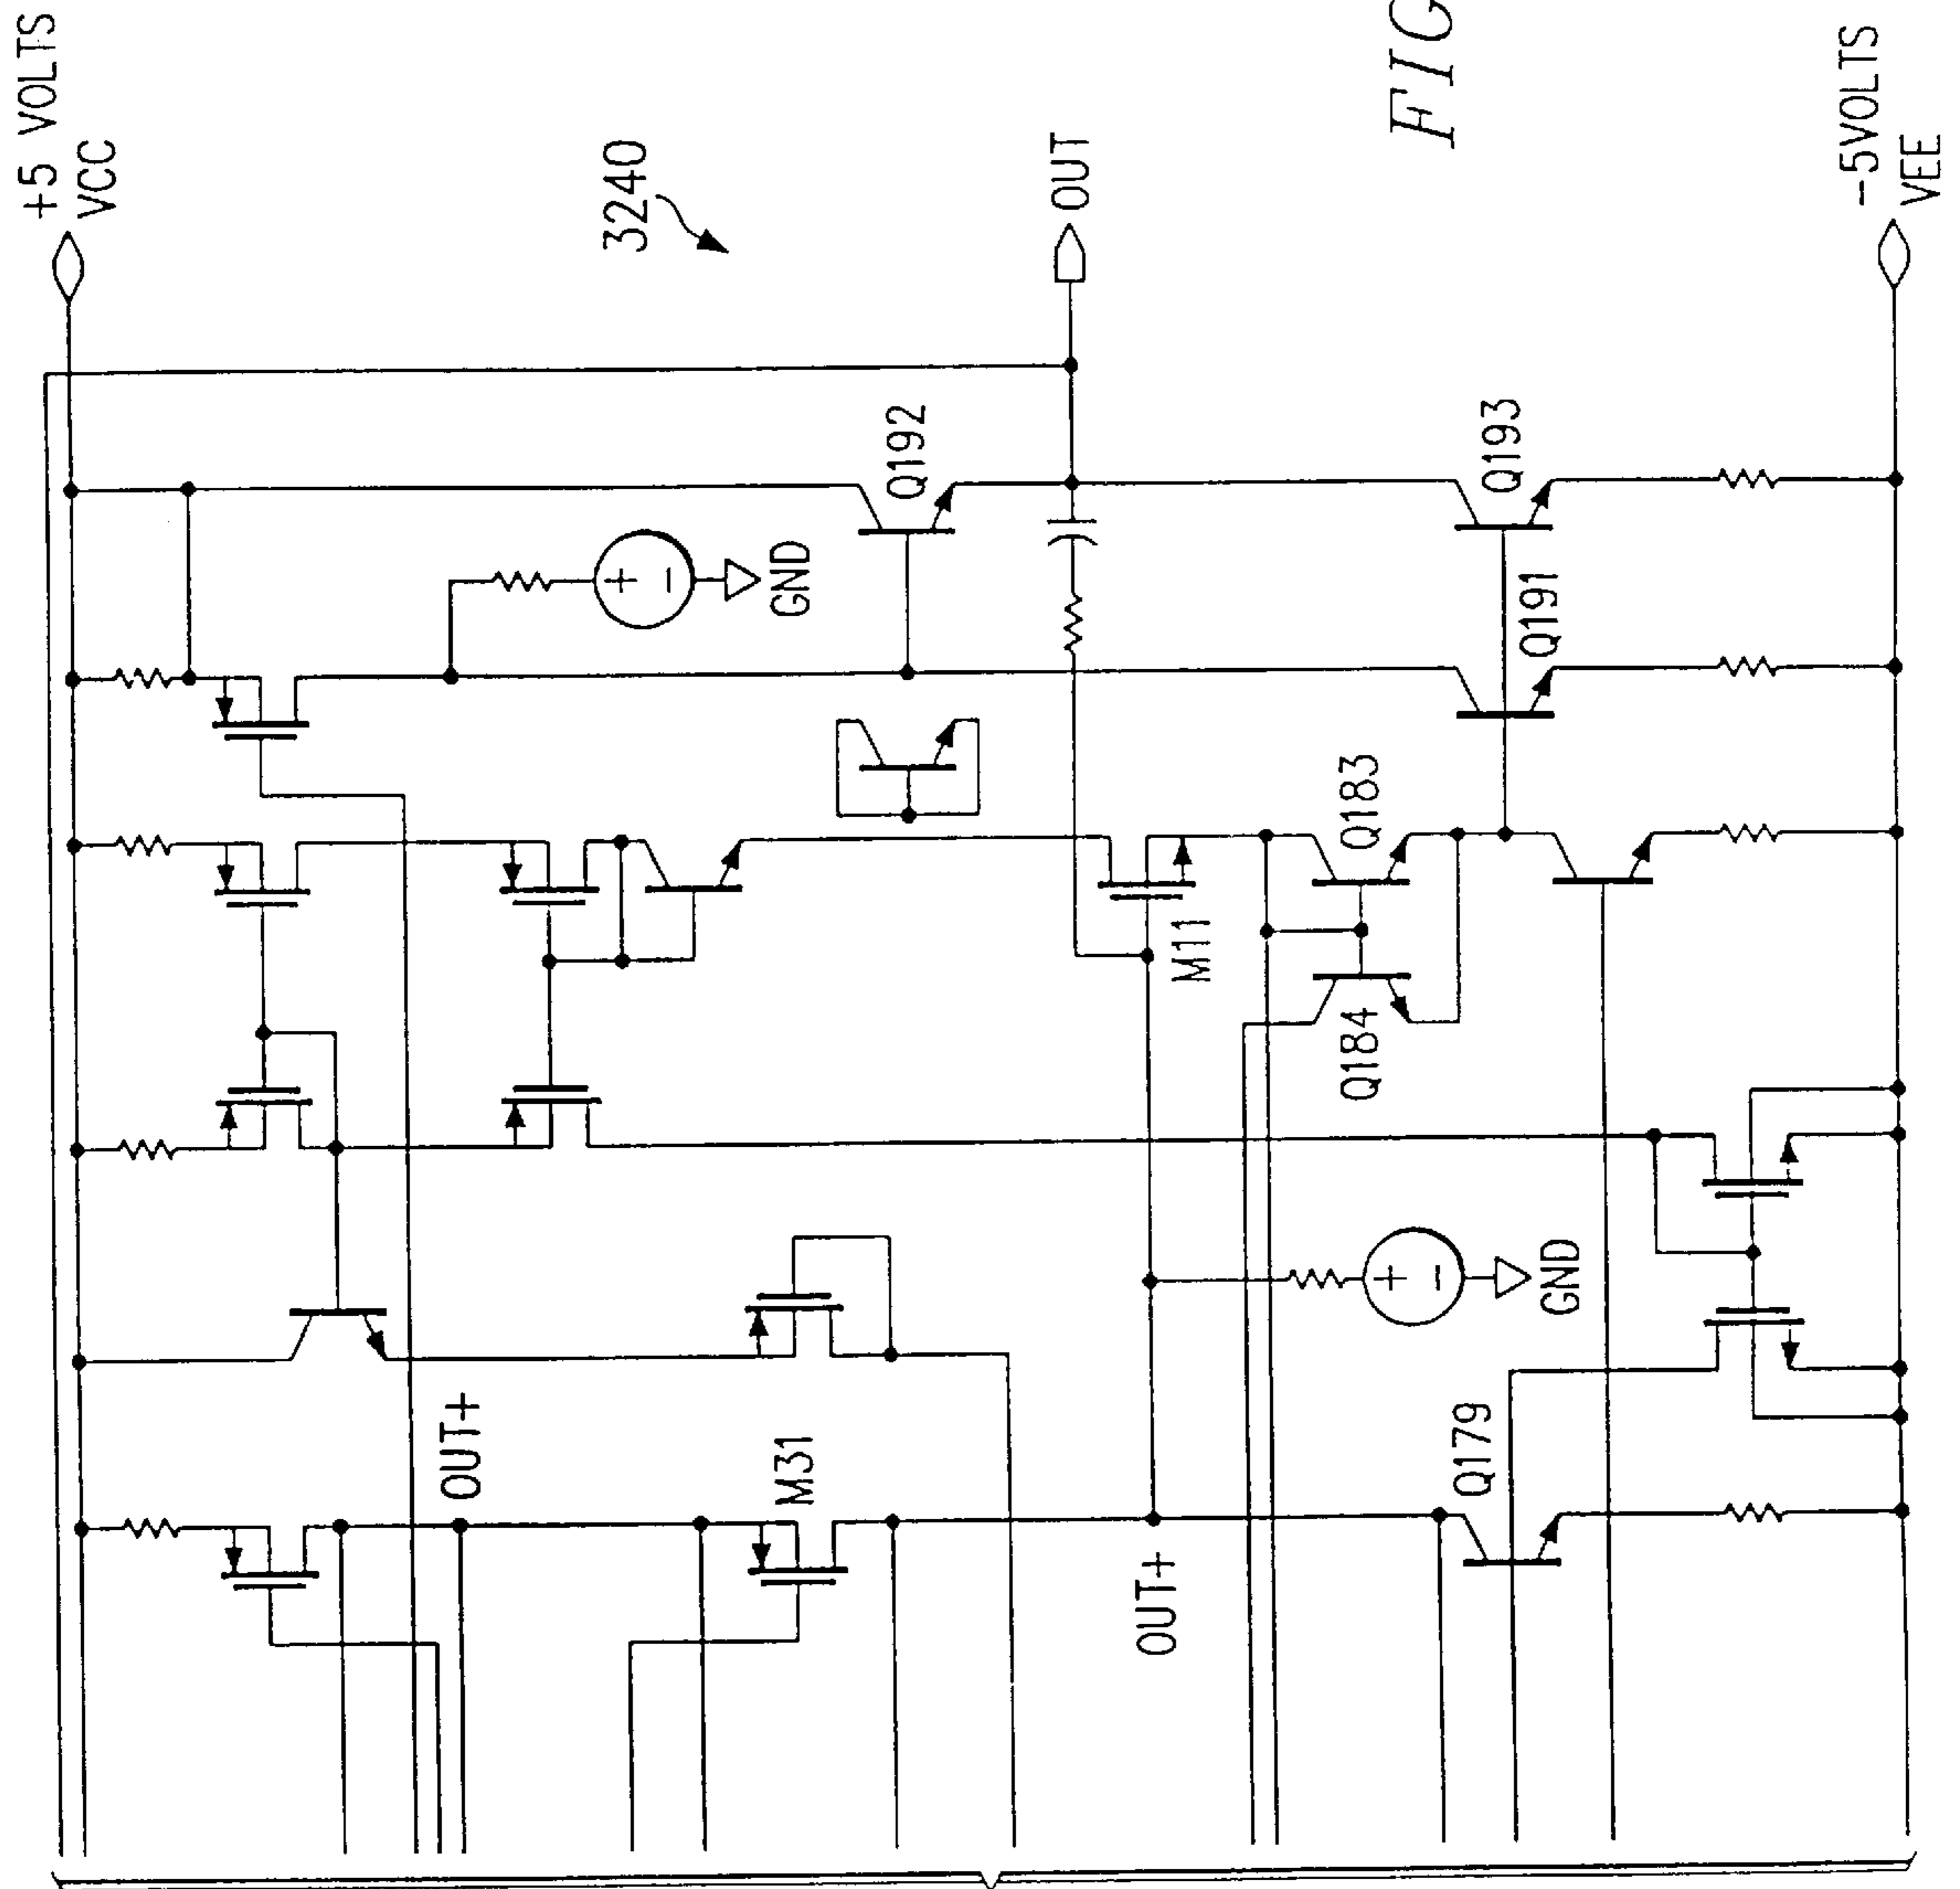 +5 VOLTS
VCC
3240
OUT
FIG
-5VOLTS
VEE
Q192
Q193
+
-
GND
Q191
Q183
M11
Q184
+
-
GND
OUT+
M31
Q179
OUT+